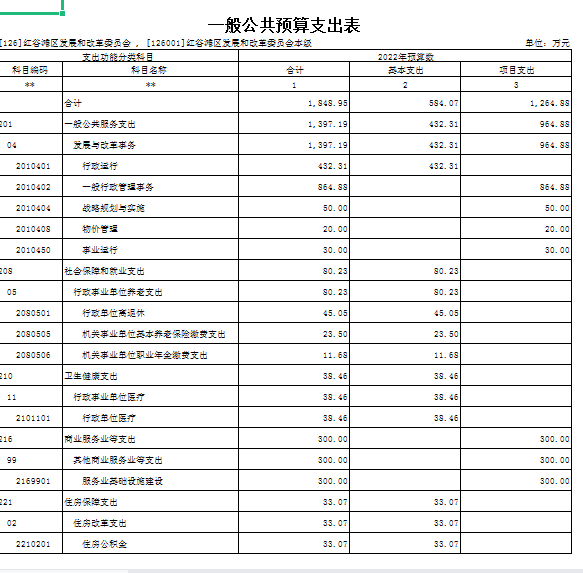 一般公共预算支出表
[126]红谷滩区发展和改革委员会 , [126001]红谷滩区发展和改革委员会本级 单位: 万元
支出功能分类科目 2022年预算数
科目编码 科目名称 合计 基本支出 项目支出
** ** 1 2 3
合计 1,848.95 584.07 1,264.88
201 一般公共服务支出 1,397.19 432.31 964.88
04 发展与改革事务 1,397.19 432.31 964.88
2010401 行政运行 432.31 432.31
2010402 一般行政管理事务 864.88 864.88
2010404 战略规划与实施 50.00 50.00
2010408 物价管理 20.00 20.00
2010450 事业运行 30.00 30.00
208 社会保障和就业支出 80.23 80.23
05 行政事业单位养老支出 80.23 80.23
2080501 行政单位离退休 45.05 45.05
2080505 机关事业单位基本养老保险缴费支出 23.50 23.50
2080506 机关事业单位职业年金缴费支出 11.68 11.68
210 卫生健康支出 38.46 38.46
11 行政事业单位医疗 38.46 38.46
2101101 行政单位医疗 38.46 38.46
216 商业服务业等支出 300.00 300.00
99 其他商业服务业等支出 300.00 300.00
2169901 服务业基础设施建设 300.00 300.00
221 住房保障支出 33.07 33.07
02 住房改革支出 33.07 33.07
2210201 住房公积金 33.07 33.07